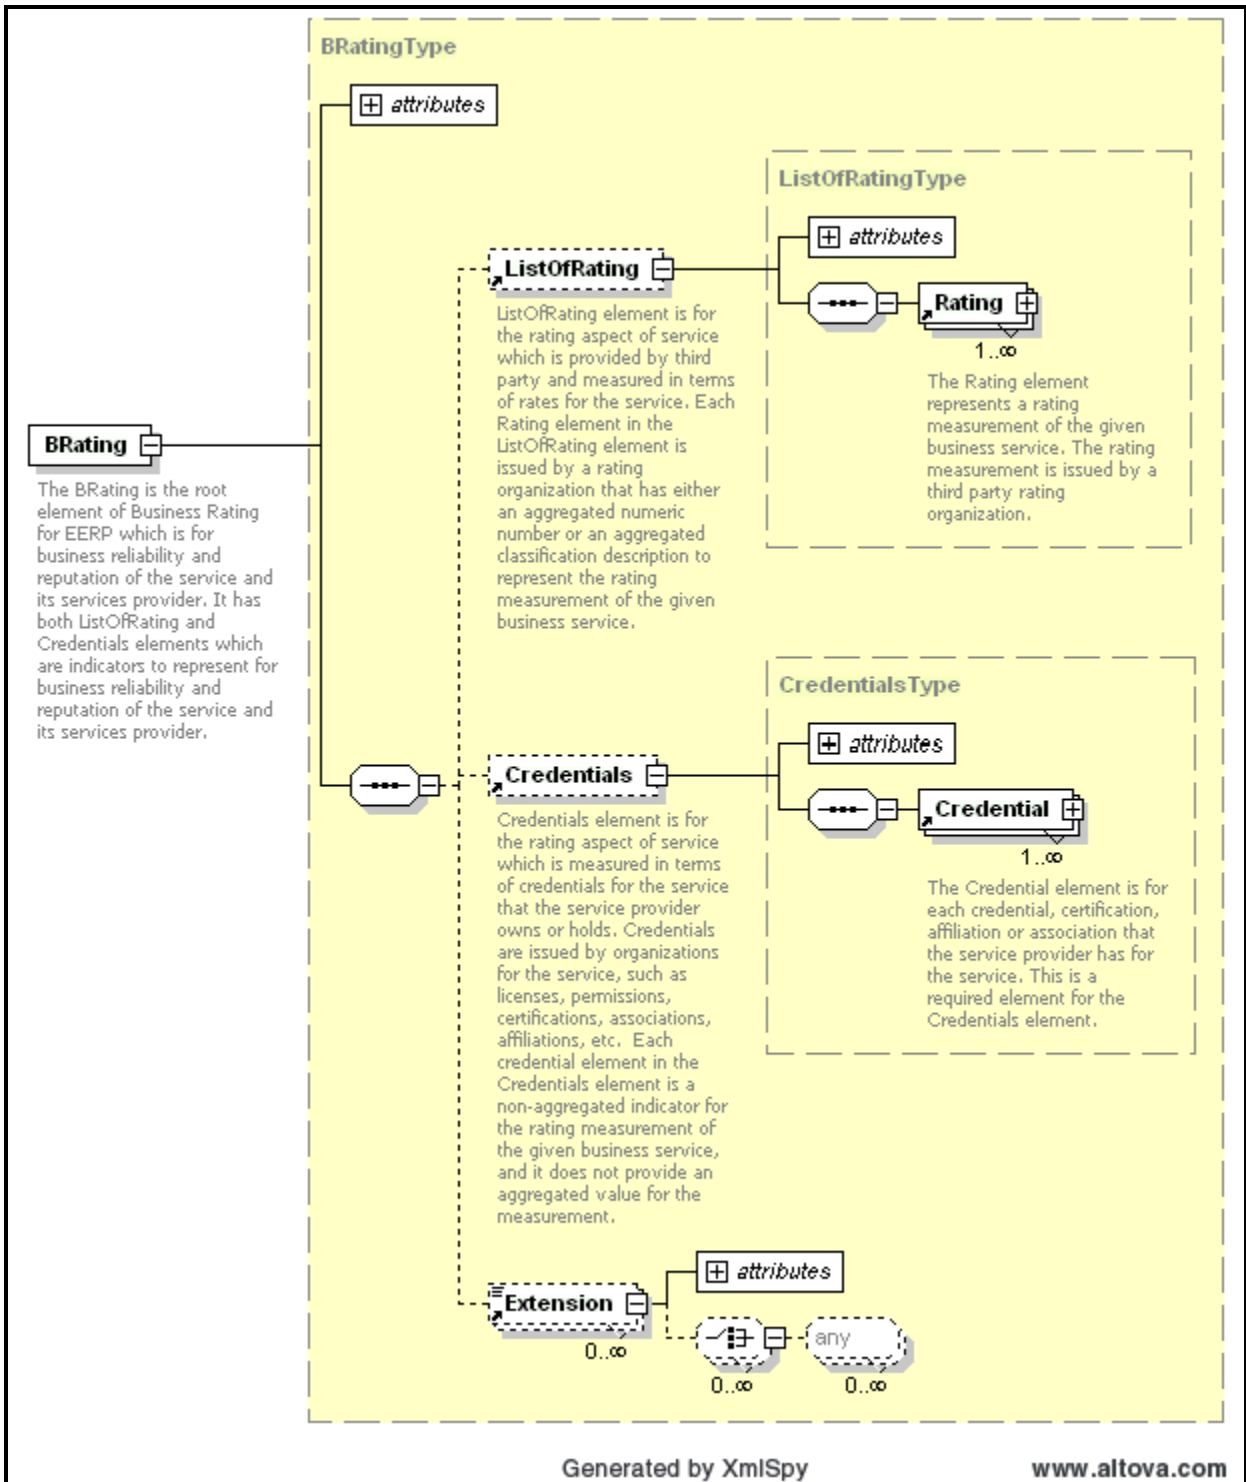 BRatingType
attributes
ListOfRatingType
attributes
ListOfRating
Rating
1..∞
ListOfRating element is for
the rating aspect of service
which is provided by third
party and measured in terms
of rates for the service. Each
Rating element in the
ListOfRating element is
issued by a rating
organization that has either
an aggregated numeric
number or an aggregated
classification description to
represent the rating
measurement of the given
business service.
The Rating element
represents a rating
measurement of the given
business service. The rating
measurement is issued by a
third party rating
organization.
BRating
The BRating is the root
element of Business Rating
for EERP which is for
business reliability and
reputation of the service and
its services provider. It has
both ListOfRating and
Credentials elements which
are indicators to represent for
business reliability and
reputation of the service and
its services provider.
CredentialsType
attributes
Credentials
Credential
1..∞
Credentials element is for
the rating aspect of service
which is measured in terms
of credentials for the service
that the service provider
owns or holds. Credentials
are issued by organizations
for the service, such as
licenses, permissions,
certifications, associations,
affiliations, etc.  Each
credential element in the
Credentials element is a
non-aggregated indicator for
the rating measurement of
the given business service,
and it does not provide an
aggregated value for the
measurement.
The Credential element is for
each credential, certification,
affiliation or association that
the service provider has for
the service. This is a
required element for the
Credentials element.
attributes
Extension
0..∞
any
0..∞
0..∞
Generated by XmlSpy
www.altova.com